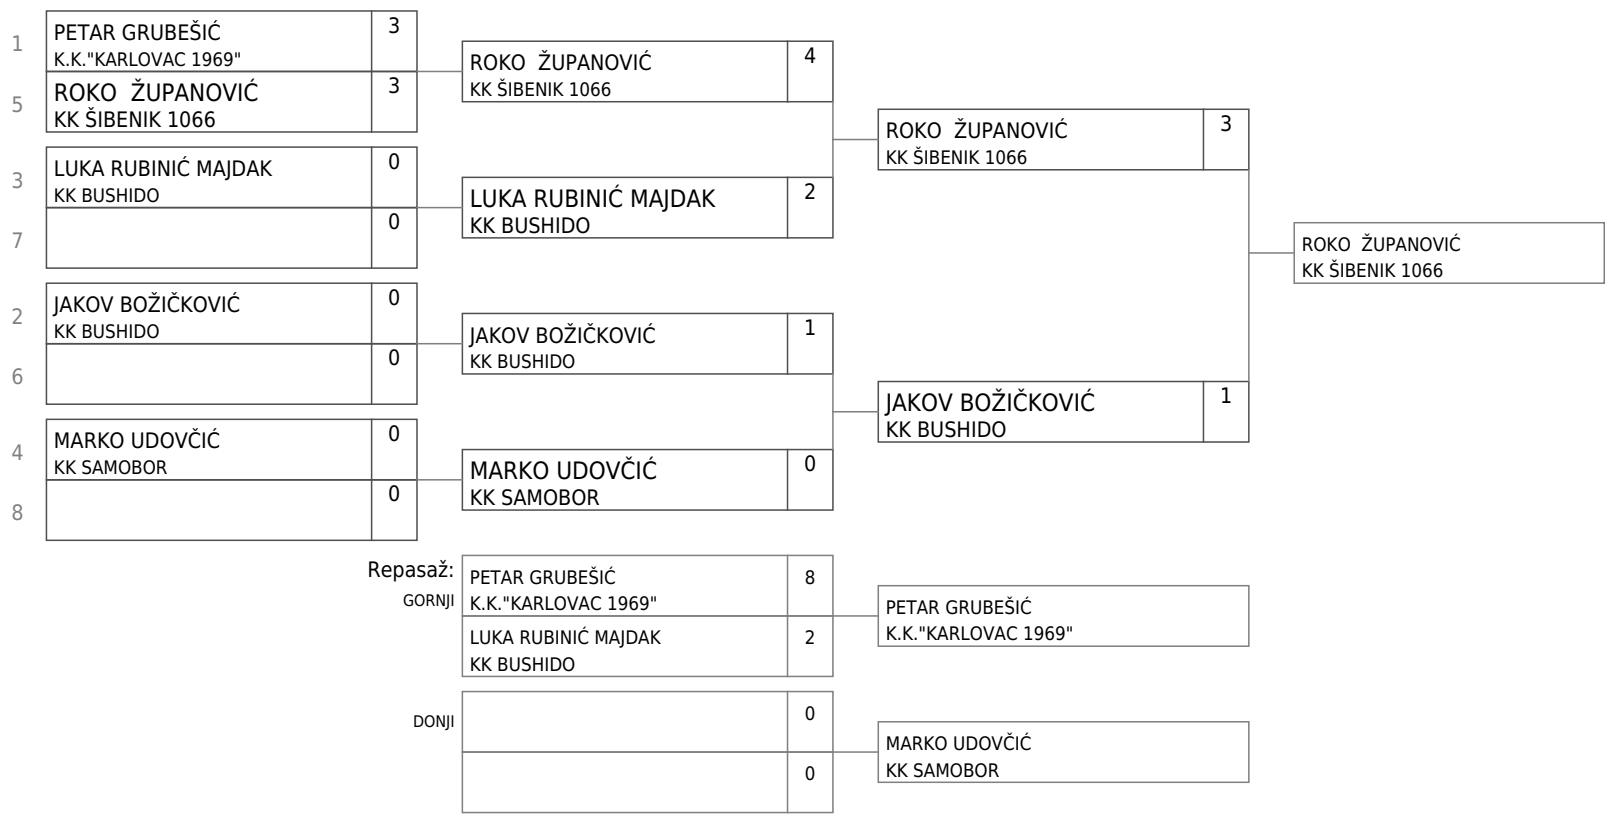 1
PETAR GRUBEŠIĆ
K.K."KARLOVAC 1969"
3
5
ROKO  ŽUPANOVIĆ
KK ŠIBENIK 1066
3
3
LUKA RUBINIĆ MAJDAK
KK BUSHIDO
0
7
0
2
JAKOV BOŽIČKOVIĆ
KK BUSHIDO
0
6
0
4
MARKO UDOVČIĆ
KK SAMOBOR
0
8
0
ROKO  ŽUPANOVIĆ
KK ŠIBENIK 1066
4
LUKA RUBINIĆ MAJDAK
KK BUSHIDO
2
JAKOV BOŽIČKOVIĆ
KK BUSHIDO
1
MARKO UDOVČIĆ
KK SAMOBOR
0
ROKO  ŽUPANOVIĆ
KK ŠIBENIK 1066
3
JAKOV BOŽIČKOVIĆ
KK BUSHIDO
1
ROKO  ŽUPANOVIĆ
KK ŠIBENIK 1066
Repasaž:
GORNJI
PETAR GRUBEŠIĆ
K.K."KARLOVAC 1969"
8
LUKA RUBINIĆ MAJDAK
KK BUSHIDO
2
PETAR GRUBEŠIĆ
K.K."KARLOVAC 1969"
DONJI
0
0
MARKO UDOVČIĆ
KK SAMOBOR